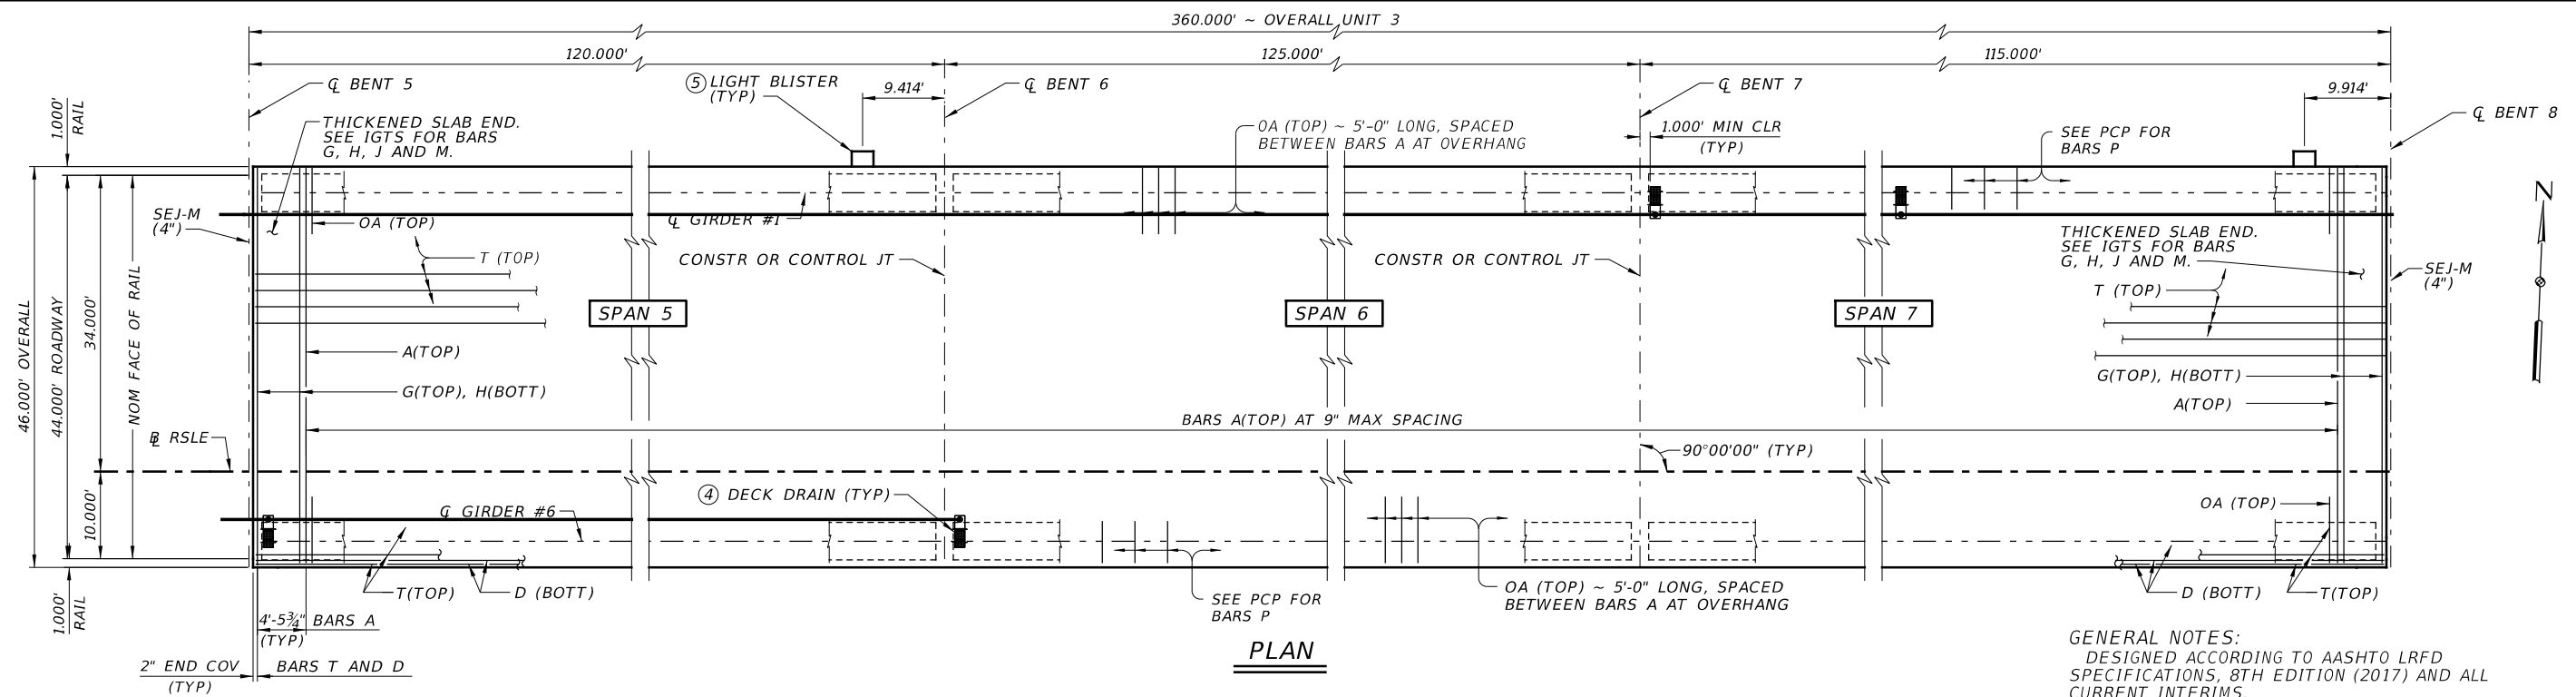 360.000' ~ OVERALL UNIT 3
120.000'
125.000'
115.000'
℄ BENT 5
⑤ LIGHT BLISTER
(TYP)
9.414'
℄ BENT 6
℄ BENT 7
9.914'
℄ BENT 8
1.000'
RAIL
THICKENED SLAB END.
SEE IGTS FOR BARS
G, H, J AND M.
OA (TOP) ~ 5'-0" LONG, SPACED
BETWEEN BARS A AT OVERHANG
1.000' MIN CLR
(TYP)
SEE PCP FOR
BARS P
N
SEJ-M
(4")
OA (TOP)
℄ GIRDER #1
T (TOP)
CONSTR OR CONTROL JT
CONSTR OR CONTROL JT
THICKENED SLAB END.
SEE IGTS FOR BARS
G, H, J AND M.
SEJ-M
(4")
T (TOP)
46.000' OVERALL
44.000' ROADWAY
34.000'
NOM FACE OF RAIL
SPAN 5
SPAN 6
SPAN 7
A(TOP)
G(TOP), H(BOTT)
G(TOP), H(BOTT)
A(TOP)
BARS A(TOP) AT 9" MAX SPACING
RSLE
90°00'00" (TYP)
10.000'
④ DECK DRAIN (TYP)
℄ GIRDER #6
OA (TOP)
T(TOP)
D (BOTT)
SEE PCP FOR
BARS P
OA (TOP) ~ 5'-0" LONG, SPACED
BETWEEN BARS A AT OVERHANG
D (BOTT)
T(TOP)
1.000'
RAIL
4'-5¾" BARS A
(TYP)
2" END COV
(TYP)
BARS T AND D
PLAN
GENERAL NOTES:
DESIGNED ACCORDING TO AASHTO LRFD
SPECIFICATIONS, 8TH EDITION (2017) AND ALL
CURRENT INTERIMS.